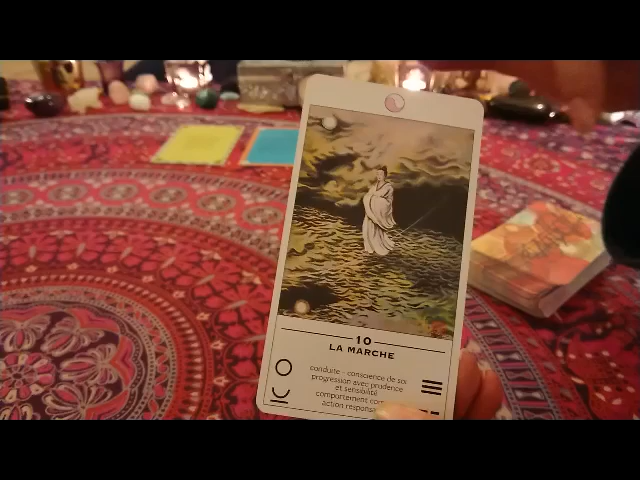 10
LA MARCHE
conduite - conscience de soi
progression avec prudence
et sensibilité
comportement
action